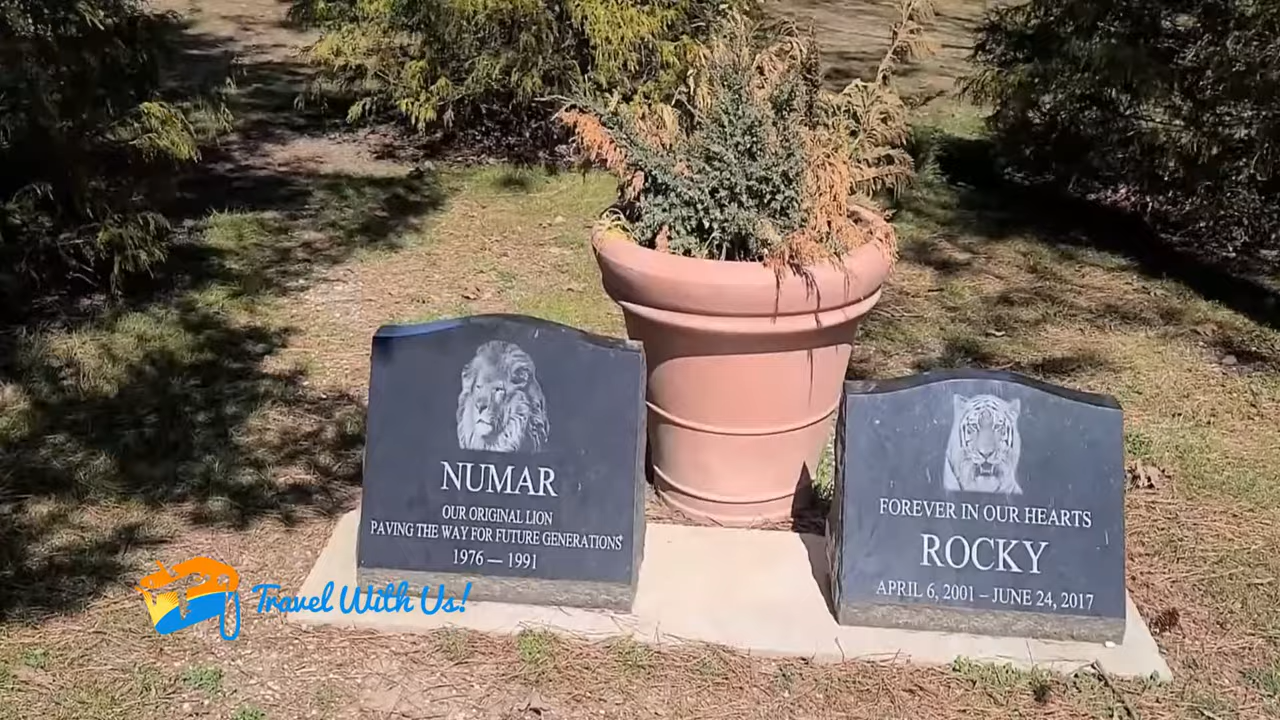 NUMAR
OUR ORIGINAL LION
PAVING THE WAY FOR FUTURE GENERATIONS
1976 — 1991
FOREVER IN OUR HEARTS
ROCKY
APRIL 6, 2001 – JUNE 24, 2017
Travel With Us!